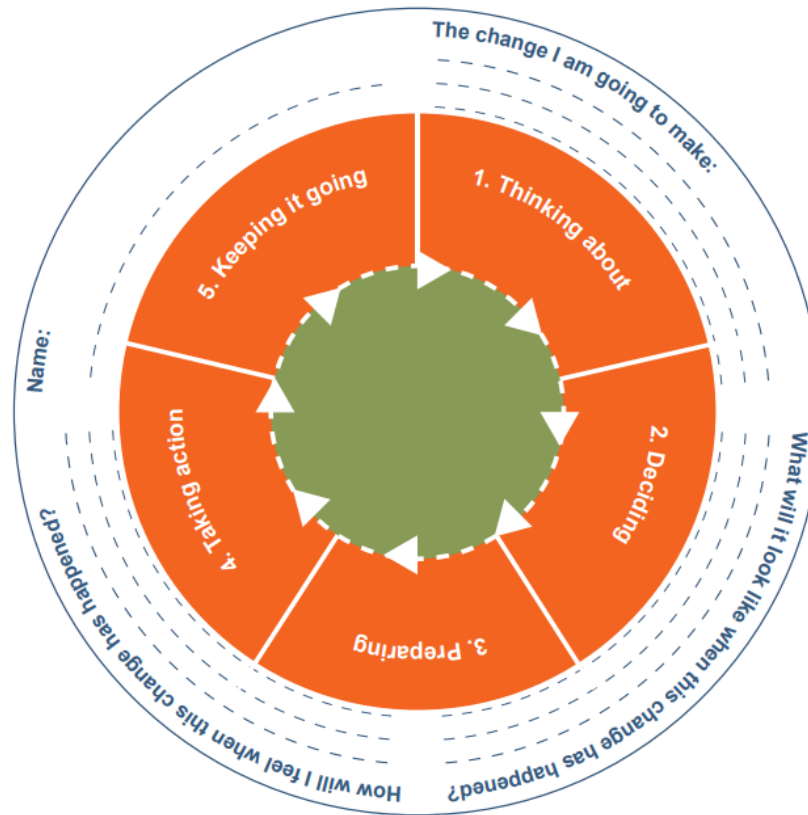 The change I am going to make:
What will it look like when this change has happened?
How will I feel when this change has happened?
Name:
1. Thinking about
2. Deciding
3. Preparing
4. Taking action
5. Keeping it going